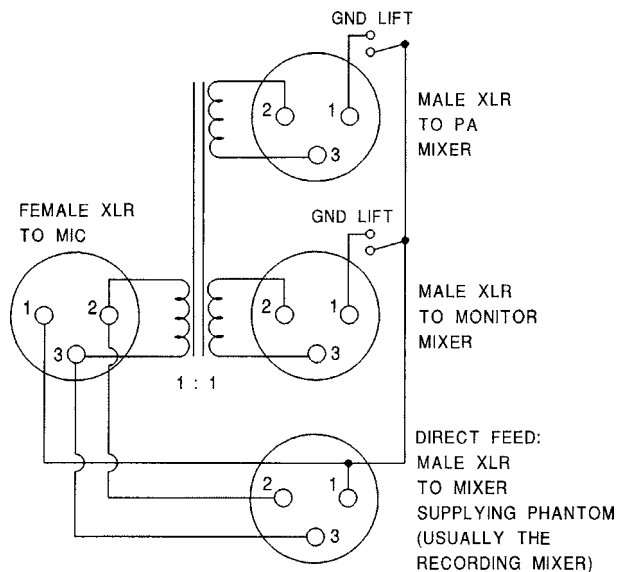 GND LIFT
2
1
3
MALE XLR
TO PA
MIXER
FEMALE XLR
TO MIC
GND LIFT
1
2
3
2
1
3
MALE XLR
TO MONITOR
MIXER
1 : 1
2
1
3
DIRECT FEED:
MALE XLR
TO MIXER
SUPPLYING PHANTOM
(USUALLY THE
RECORDING MIXER)